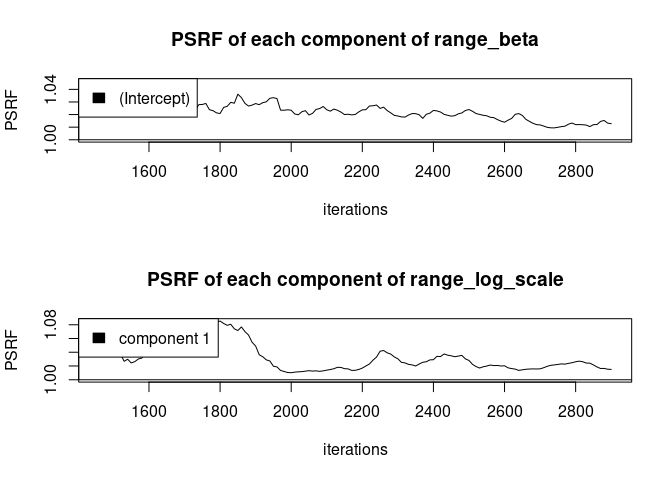 PSRF of each component of range_beta
PSRF
1.04
1.00
(Intercept)
1600 1800 2000 2200 2400 2600 2800
iterations
PSRF of each component of range_log_scale
PSRF
1.08
1.00
component 1
1600 1800 2000 2200 2400 2600 2800
iterations